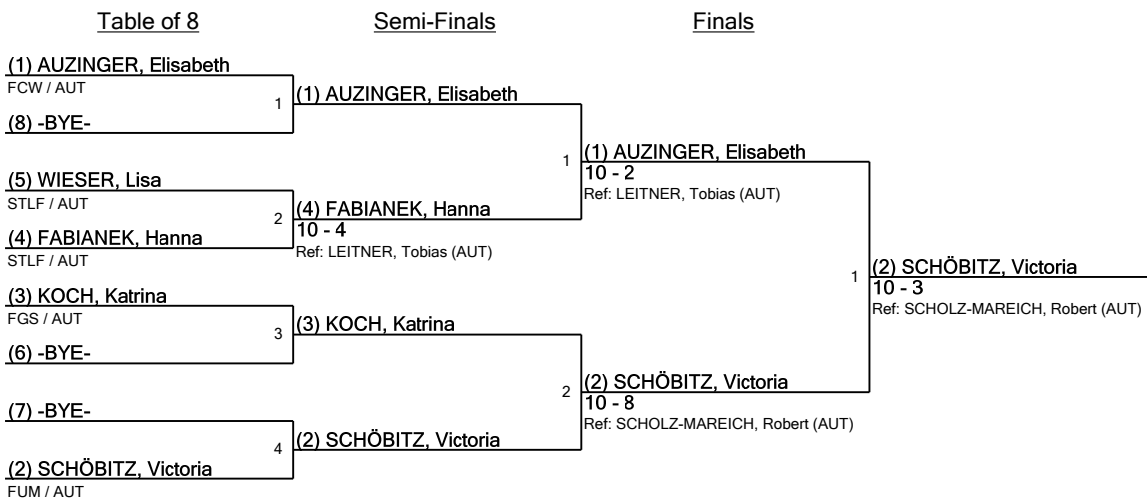 Table of 8
Semi-Finals
Finals
(1) AUZINGER, Elisabeth
FCW / AUT
1
(1) AUZINGER, Elisabeth
(8) -BYE-
1
(1) AUZINGER, Elisabeth
10 - 2
Ref: LEITNER, Tobias (AUT)
(5) WIESER, Lisa
STLF / AUT
2
(4) FABIANEK, Hanna
10 - 4
Ref: LEITNER, Tobias (AUT)
(4) FABIANEK, Hanna
STLF / AUT
1
(2) SCHÖBITZ, Victoria
10 - 3
Ref: SCHOLZ-MAREICH, Robert (AUT)
(3) KOCH, Katrina
FGS / AUT
3
(3) KOCH, Katrina
(6) -BYE-
2
(2) SCHÖBITZ, Victoria
10 - 8
Ref: SCHOLZ-MAREICH, Robert (AUT)
(7) -BYE-
4
(2) SCHÖBITZ, Victoria
(2) SCHÖBITZ, Victoria
FUM / AUT